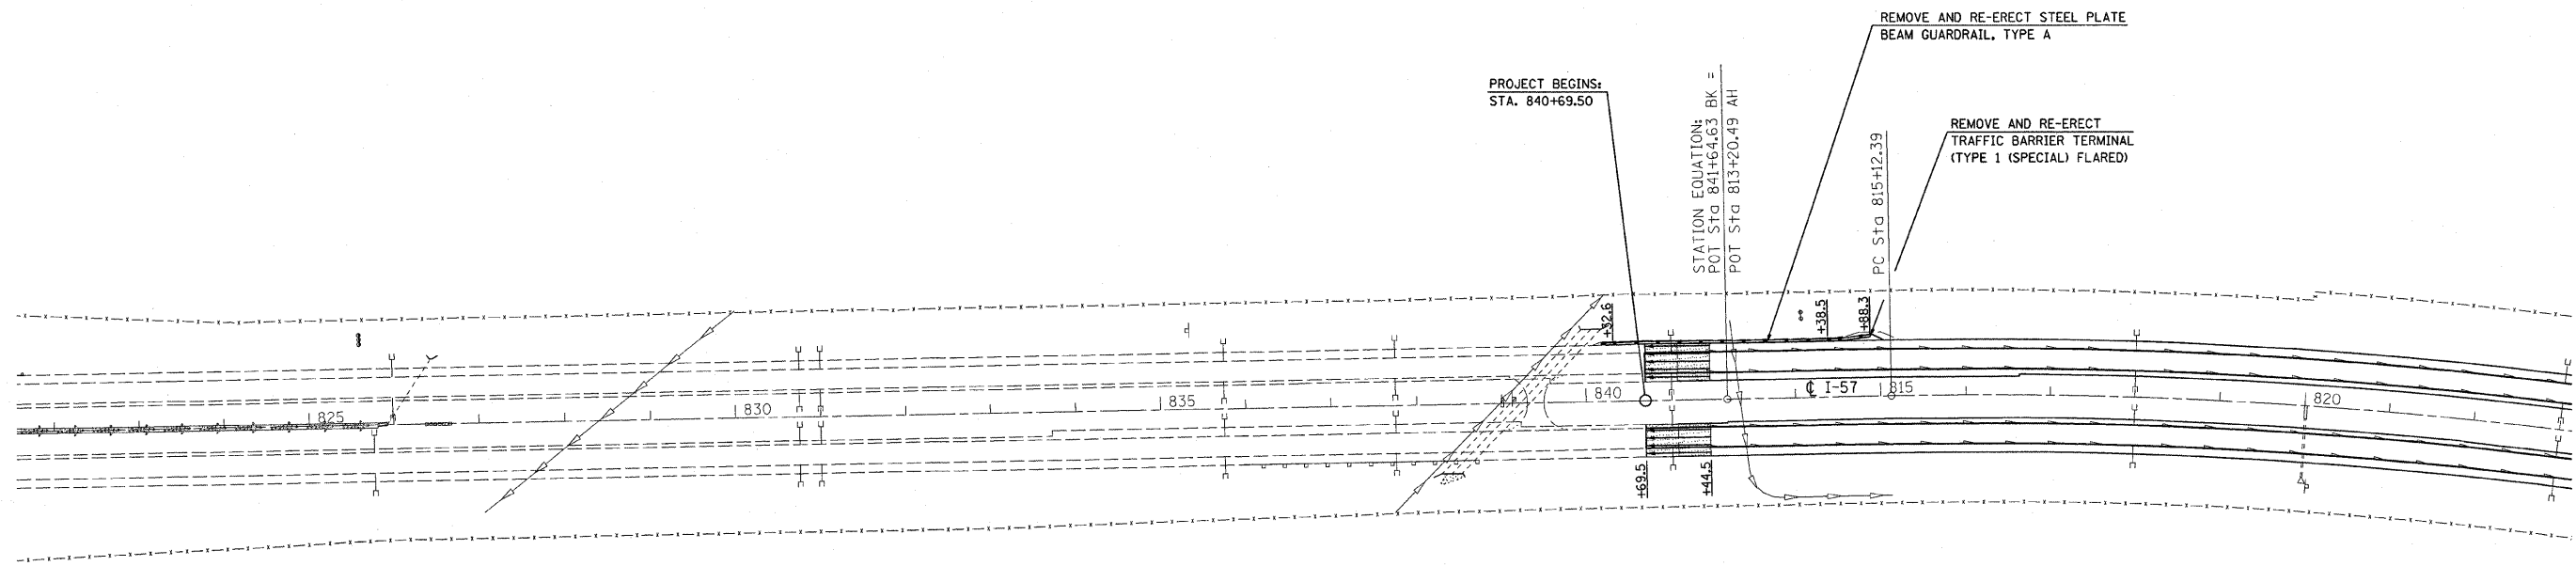 REMOVE AND RE-ERECT STEEL PLATE
BEAM GUARDRAIL, TYPE A
PROJECT BEGINS:
STA. 840+69.50
STATION EQUATION:
POT Sta 841+64.63 BK =
POT Sta 813+20.49 AH
PC Sta 815+12.39
REMOVE AND RE-ERECT
TRAFFIC BARRIER TERMINAL
(TYPE 1 (SPECIAL) FLARED)
+32.6
+38.5
+88.3
825
830
835
840
℄ I-57
815
820
+69.5
+44.5